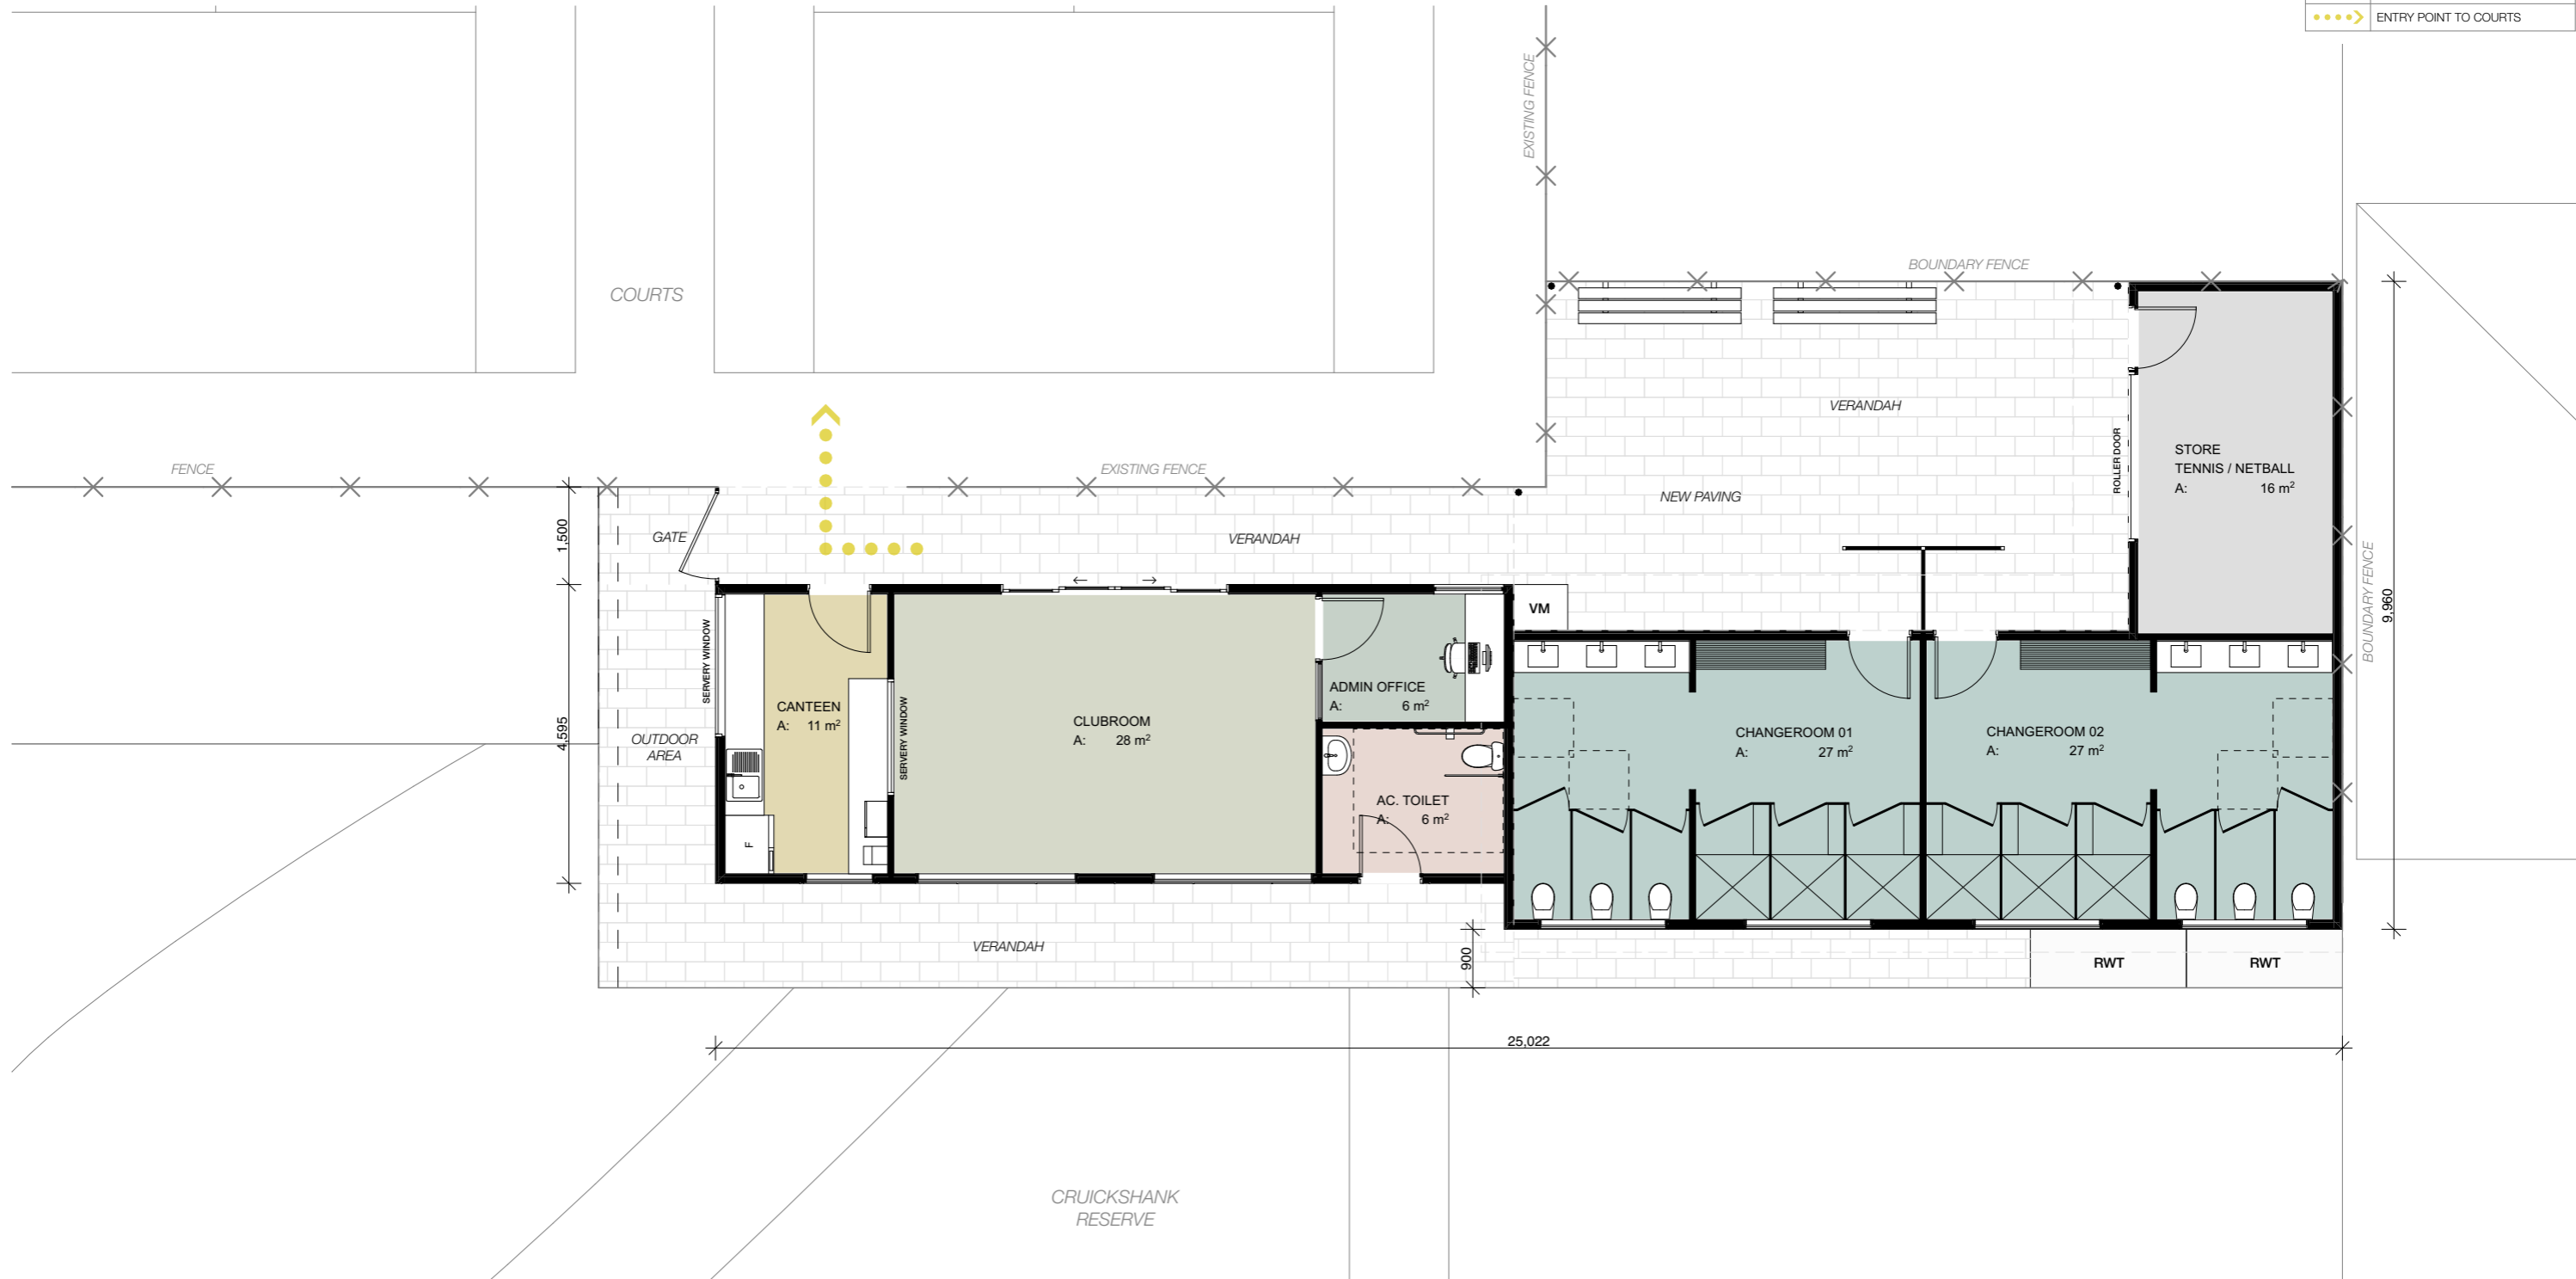 ENTRY POINT TO COURTS
EXISTING FENCE
BOUNDARY FENCE
COURTS
VERANDAH
STORE
TENNIS / NETBALL
A: 16 m²
ROLLER DOOR
FENCE
EXISTING FENCE
NEW PAVING
1,500
GATE
VERANDAH
BOUNDARY FENCE
9,960
VM
SERVERY WINDOW
SERVERY WINDOW
CANTEEN
A: 11 m²
CLUBROOM
A: 28 m²
ADMIN OFFICE
A: 6 m²
CHANGEROOM 01
A: 27 m²
CHANGEROOM 02
A: 27 m²
4,595
OUTDOOR
AREA
AC. TOILET
A: 6 m²
F
VERANDAH
900
RWT
RWT
25,022
CRUICKSHANK
RESERVE